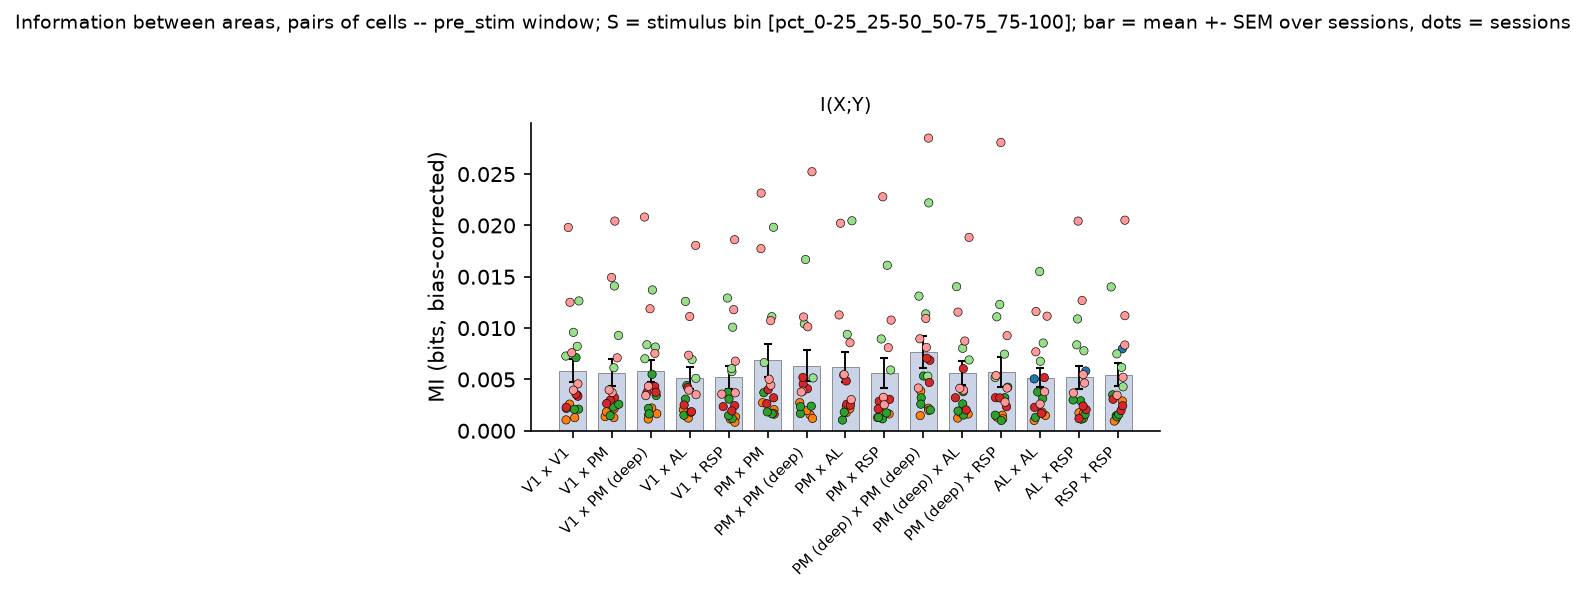 Information between areas, pairs of cells -- pre_stim window; S = stimulus bin [pct_0-25_25-50_50-75_75-100]; bar = mean +- SEM over sessions, dots = sessions
I(X;Y)
MI (bits, bias-corrected)
0.025
0.020
0.015
0.010
0.005
0.000
V1 x V1
V1 x PM
V1 x PM (deep)
V1 x AL
V1 x RSP
PM x PM
PM x PM (deep)
PM x AL
PM x RSP
PM (deep) x PM (deep)
PM (deep) x AL
PM (deep) x RSP
AL x AL
AL x RSP
RSP x RSP